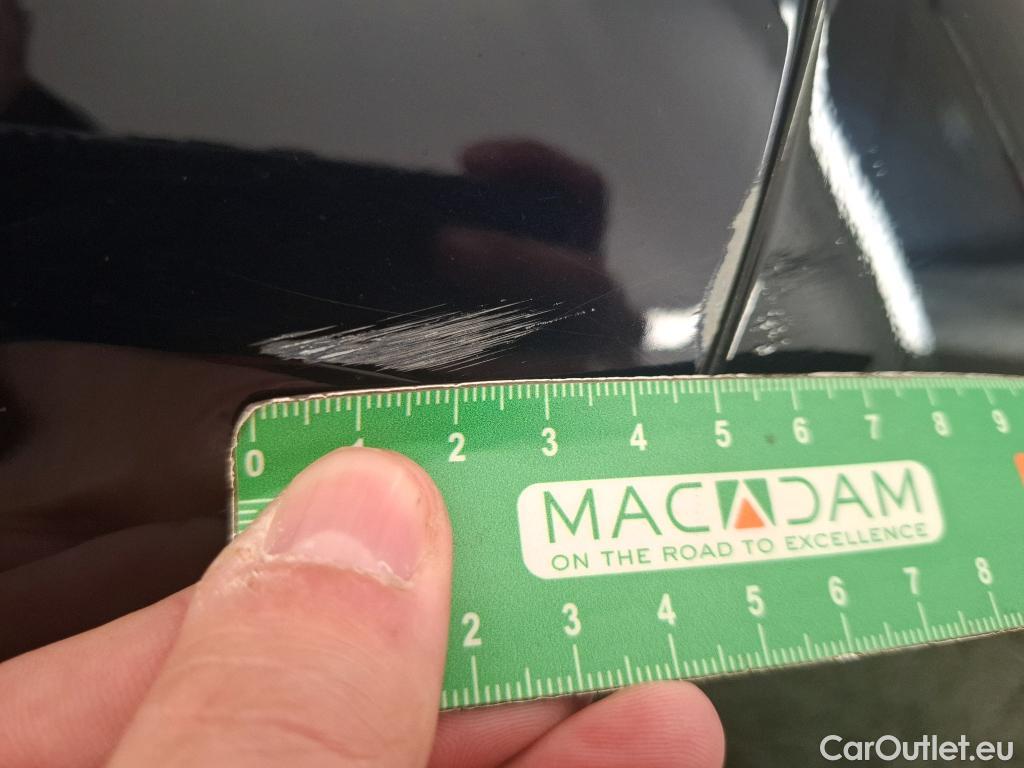 0 1 2 3 4 5 6 7 8 9
MACADAM
ON THE ROAD TO EXCELLENCE
2 3 4 5 6 7 8
CarOutlet.eu